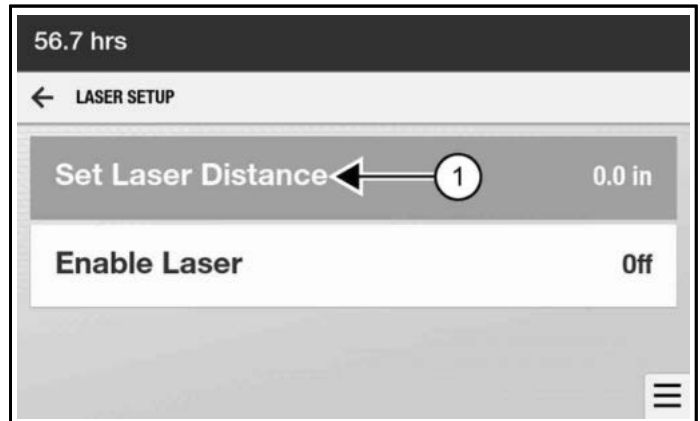 56.7 hrs
← LASER SETUP
Set Laser Distance 1 0.0 in
Enable Laser Off